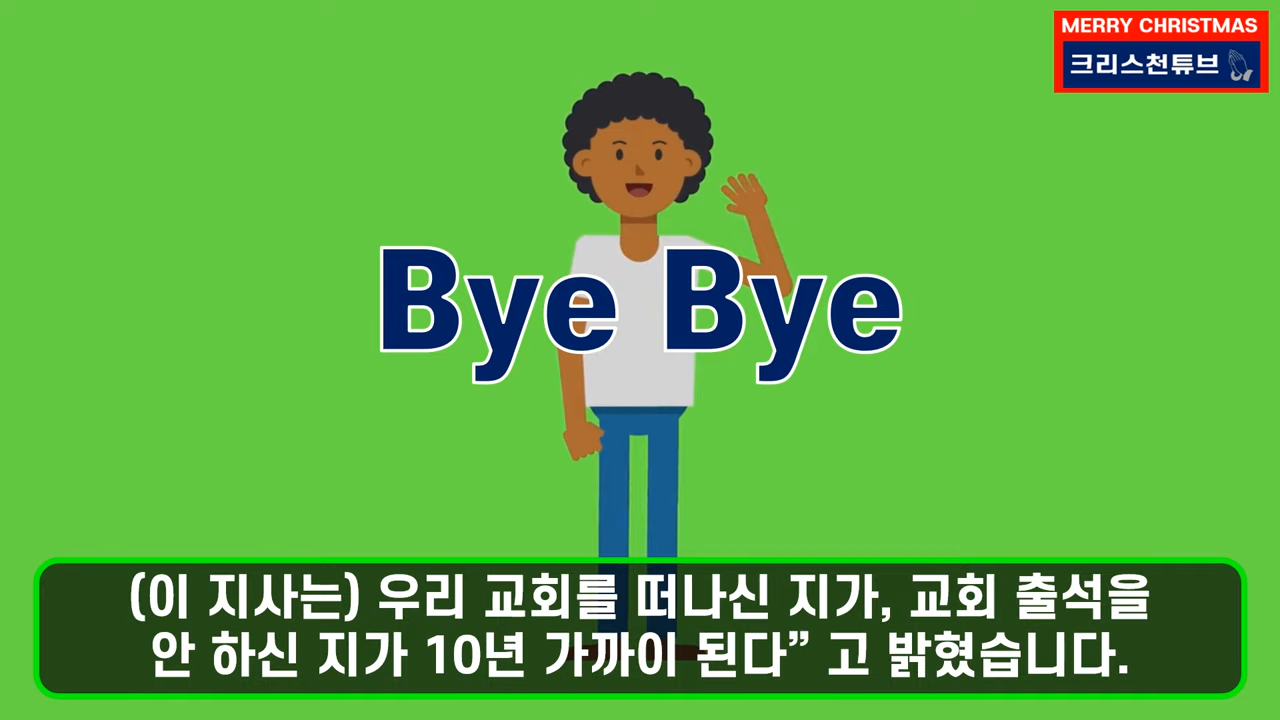 MERRY CHRISTMAS
크리스천튜브
Bye Bye
(이 지사는) 우리 교회를 떠나신 지가, 교회 출석을
안 하신 지가 10년 가까이 된다” 고 밝혔습니다.